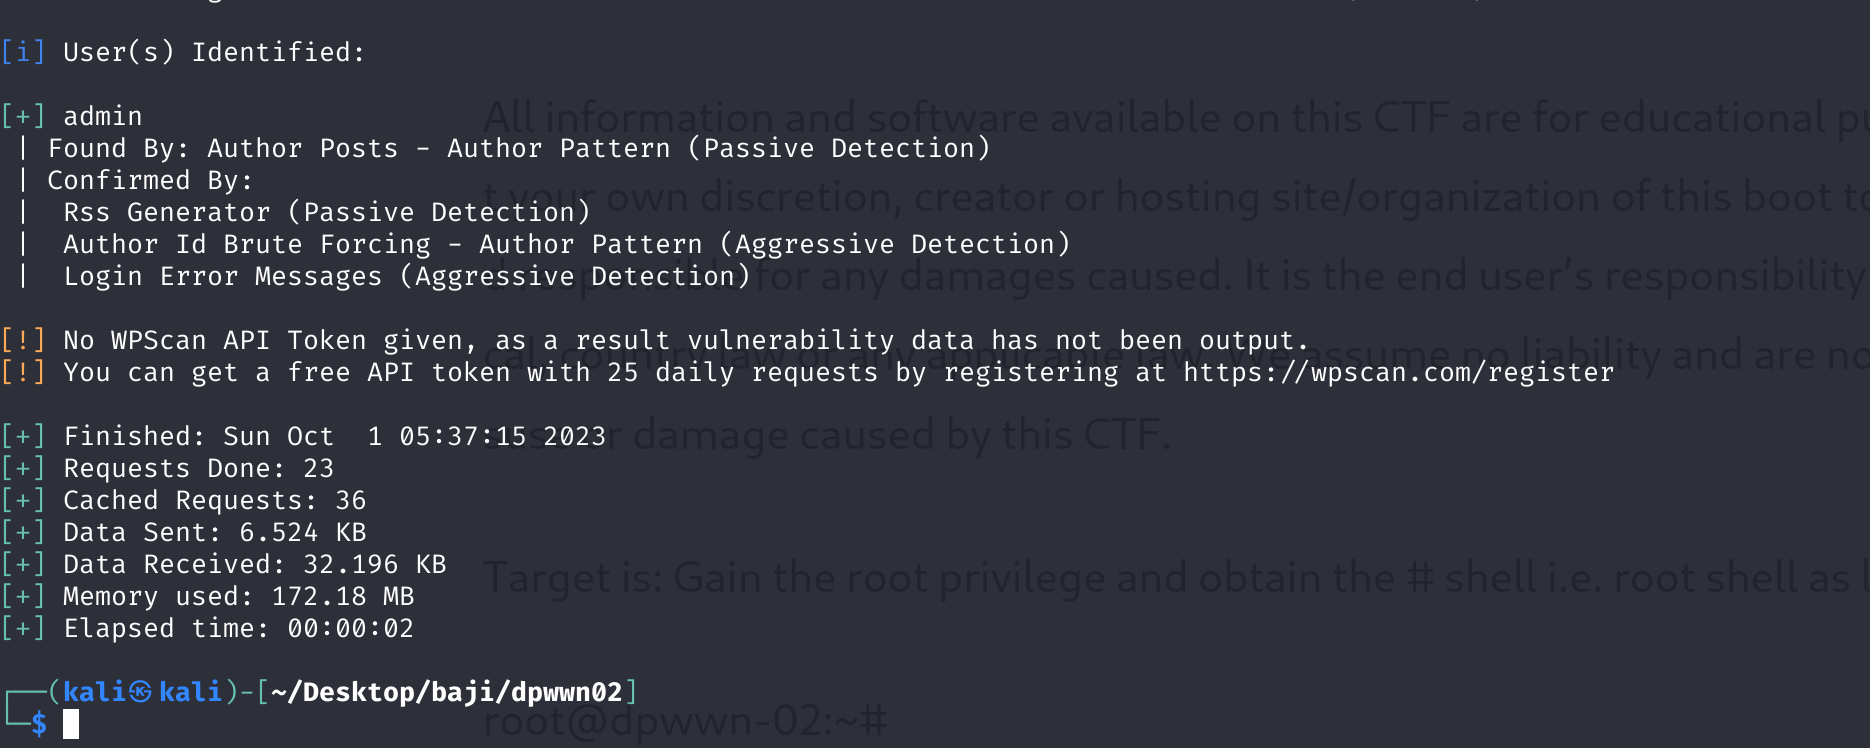 [i] User(s) Identified:
[+] admin
| Found By: Author Posts - Author Pattern (Passive Detection)
| Confirmed By:
|  Rss Generator (Passive Detection)
|  Author Id Brute Forcing - Author Pattern (Aggressive Detection)
|  Login Error Messages (Aggressive Detection)
[!] No WPScan API Token given, as a result vulnerability data has not been output.
[!] You can get a free API token with 25 daily requests by registering at https://wpscan.com/register
[+] Finished: Sun Oct  1 05:37:15 2023
[+] Requests Done: 23
[+] Cached Requests: 36
[+] Data Sent: 6.524 KB
[+] Data Received: 32.196 KB
[+] Memory used: 172.18 MB
[+] Elapsed time: 00:00:02
┌──(kali㉿kali)-[~/Desktop/baji/dpwwn02]
└─$
All information and software available on this CTF are for educational
t your own discretion, creator or hosting site/organization of this boot
responsible for any damages caused. It is the end user's responsibility
law or any applicable law. We assume no liability and are
or damage caused by this CTF.
Target is: Gain the root privilege and obtain the # shell i.e. root shell as
root@dpwwn-02:~#